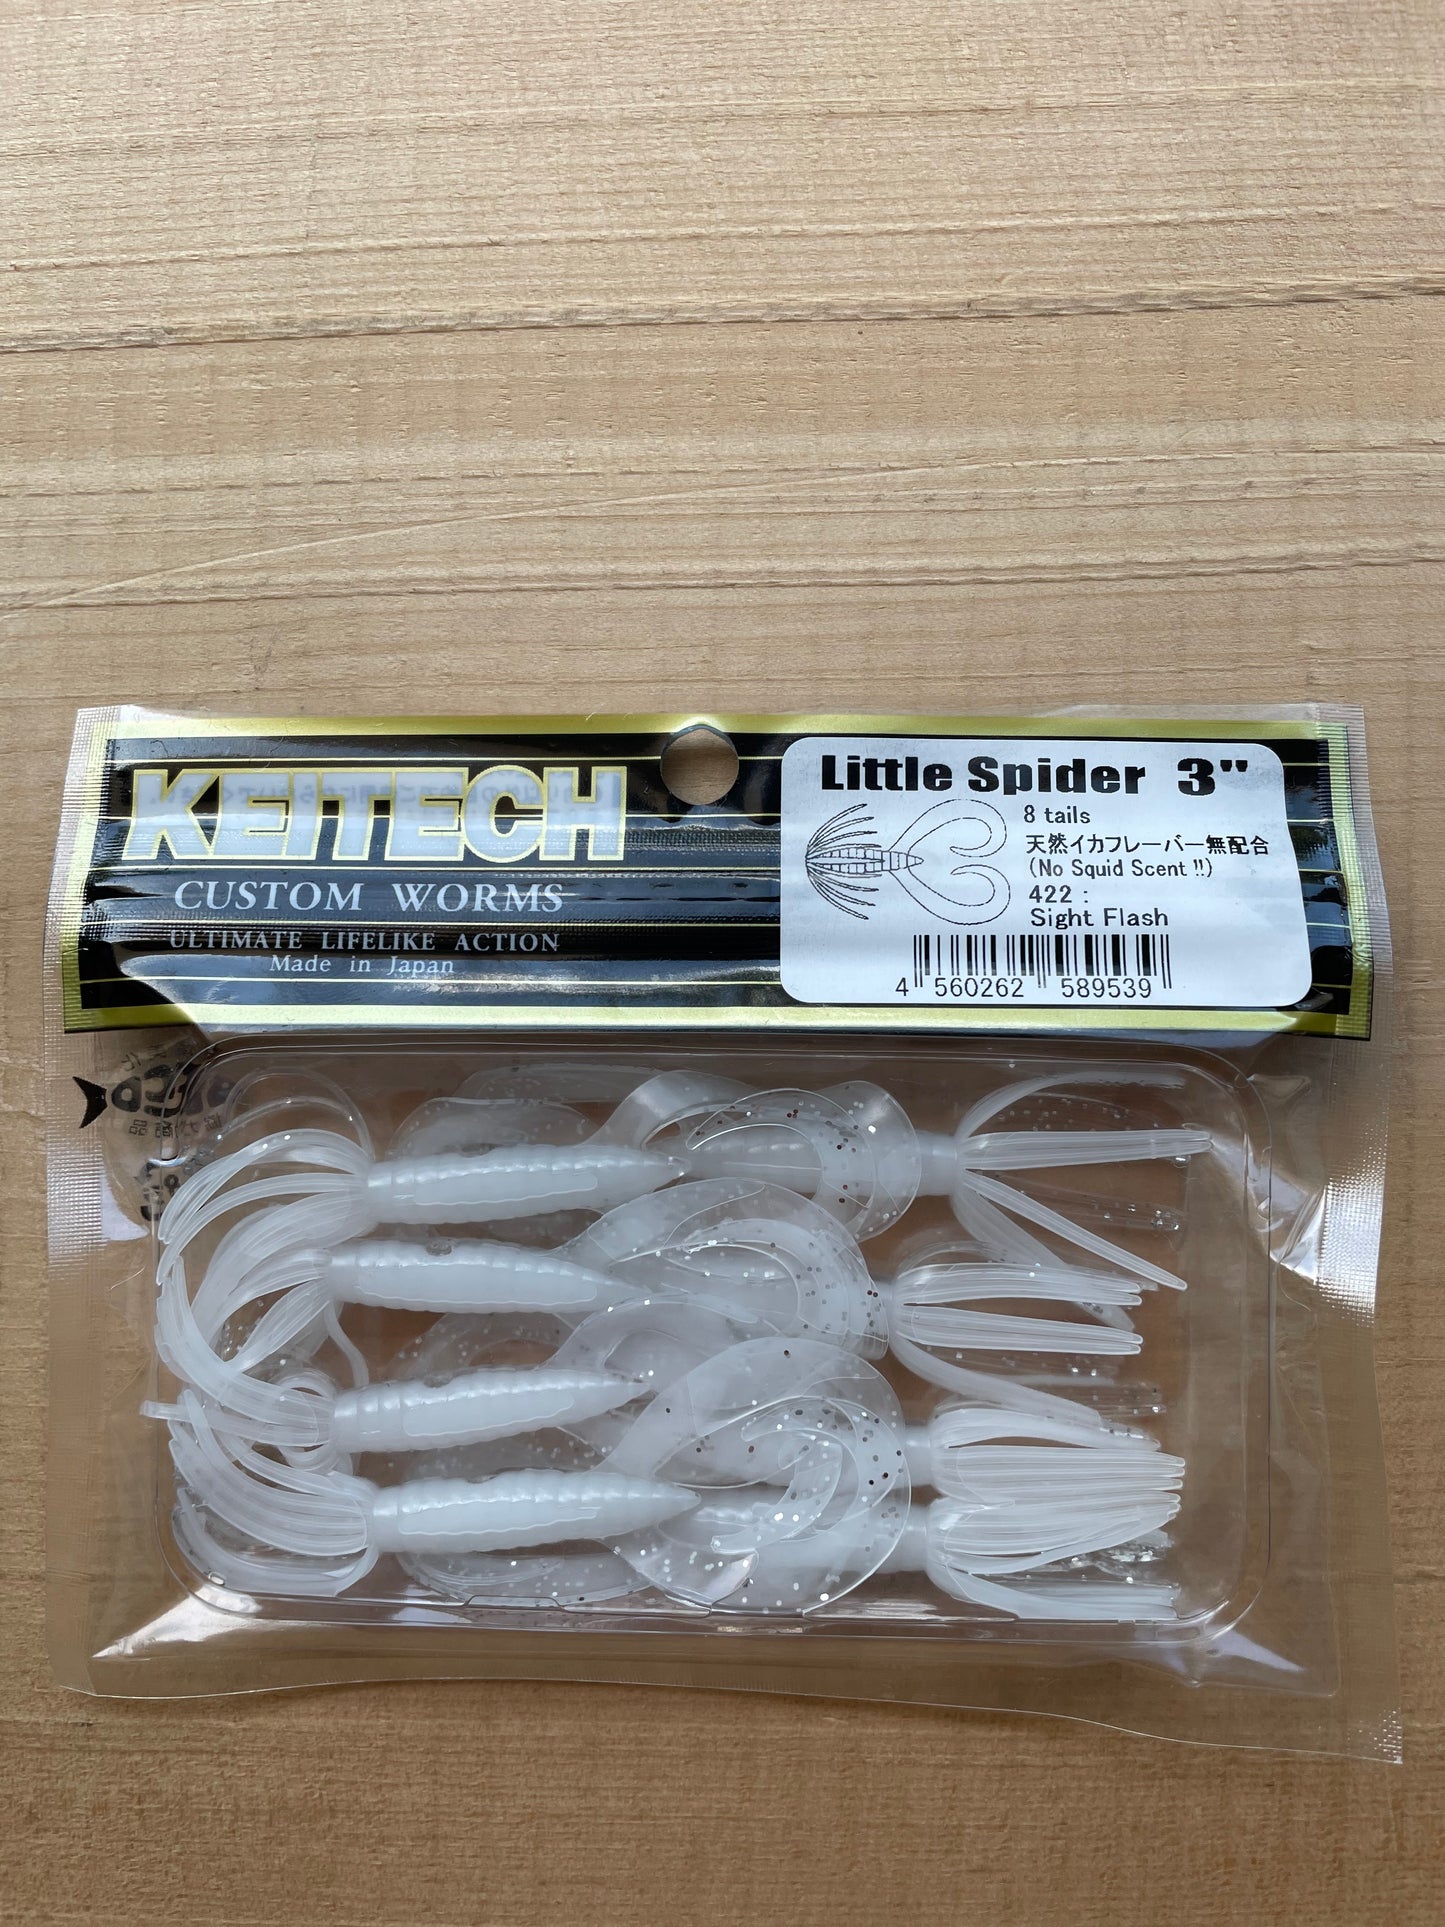 KEITECH
CUSTOM WORMS
ULTIMATE LIFELIKE ACTION
Made in Japan
Little Spider 3"
8 tails
天然イカフレーバー無配合
(No Squid Scent !!)
422 :
Sight Flash
4 560262 589539